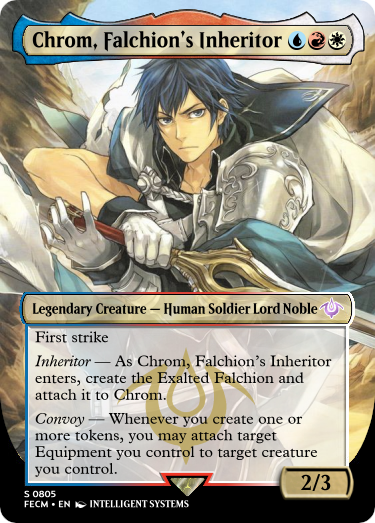 Chrom, Falchion's Inheritor
Legendary Creature — Human Soldier Lord Noble
First strike
Inheritor — As Chrom, Falchion's Inheritor
enters, create the Exalted Falchion and
attach it to Chrom.
Convoy — Whenever you create one or
more tokens, you may attach target
Equipment you control to target creature
you control.
2/3
S 0805
FECM • EN INTELLIGENT SYSTEMS